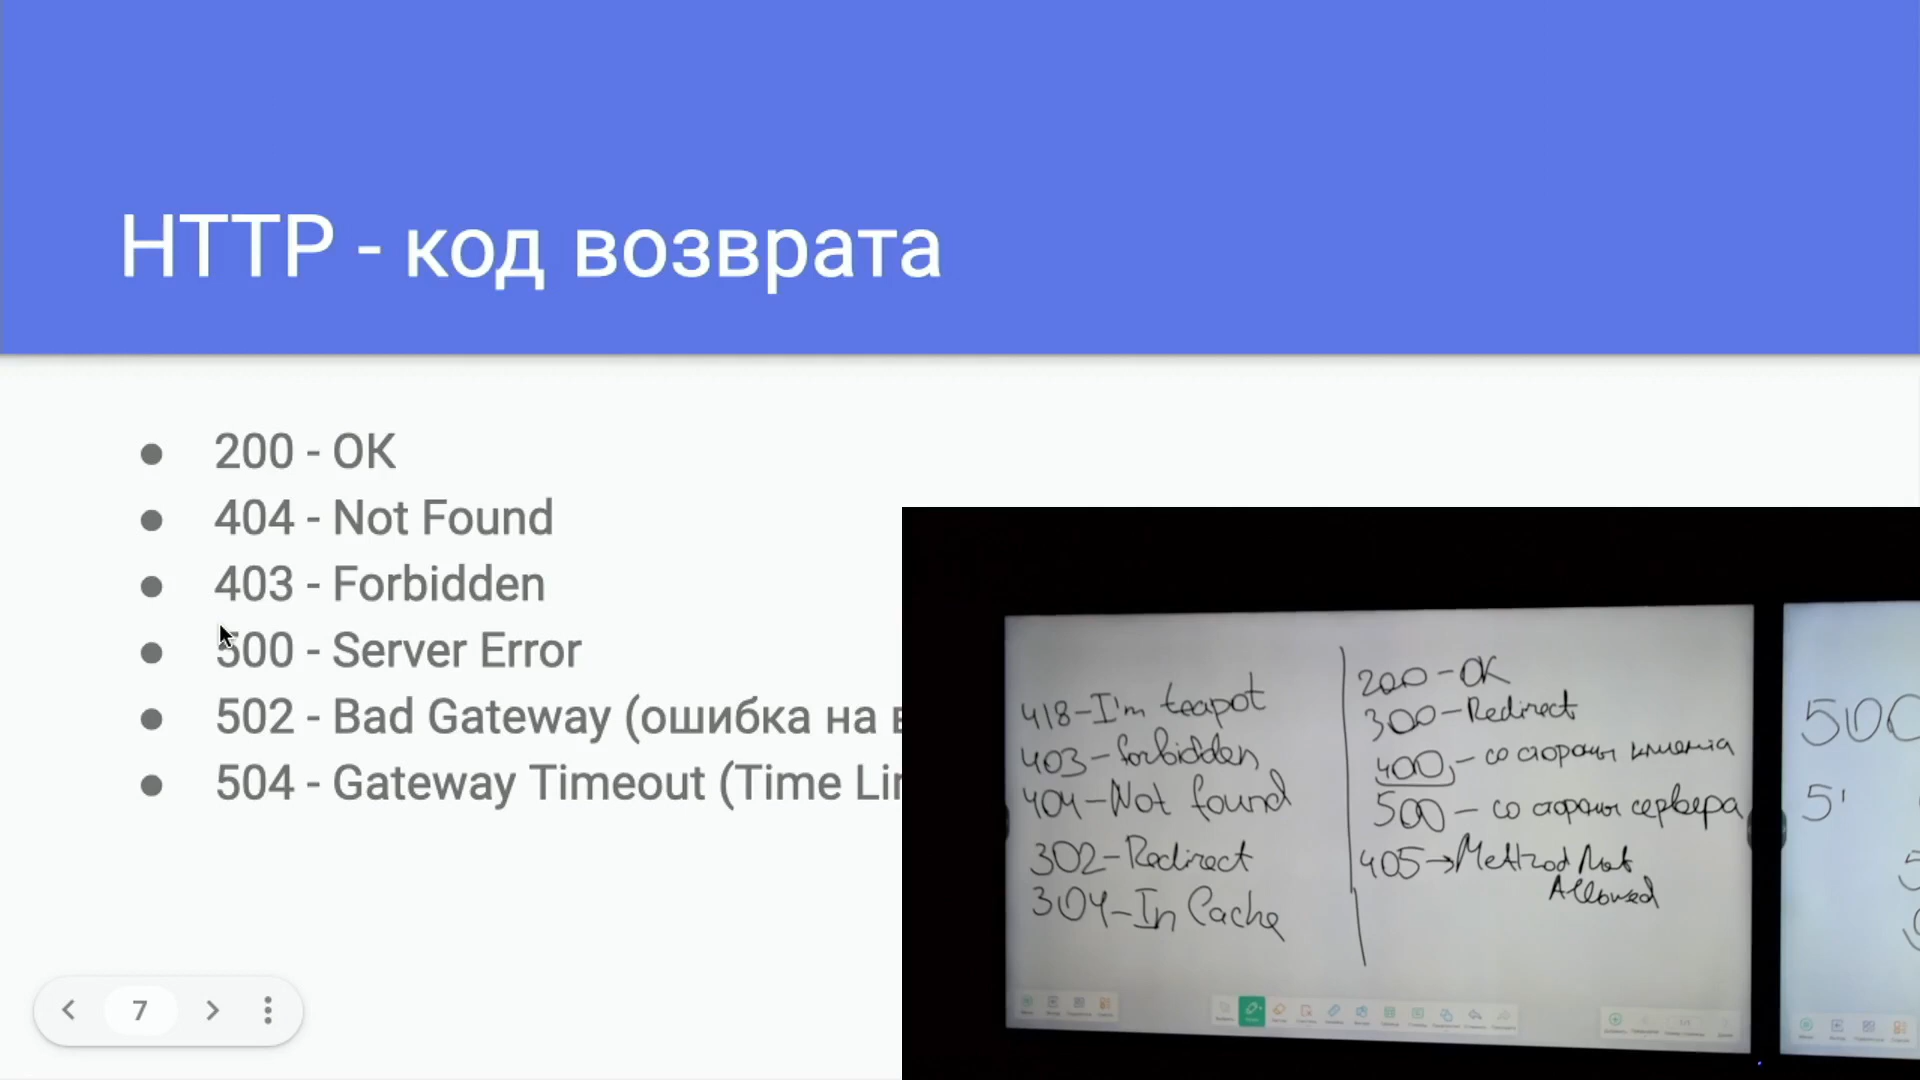 HTTP - код возврата
● 200 - OK
● 404 - Not Found
● 403 - Forbidden
● 500 - Server Error
● 502 - Bad Gateway (ошибка на
● 504 - Gateway Timeout (Time
7
418-I'm teapot
403-forbidden
404-Not found
302-Redirect
304-In Cache
200-OK
300-Redirect
400-со стороны клиента
500-со стороны сервера
405→Method Not
Allowed
500